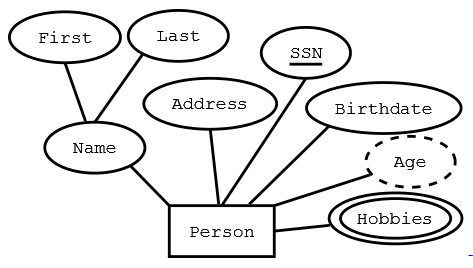 First
Last
SSN
Address
Birthdate
Name
Age
Hobbies
Person